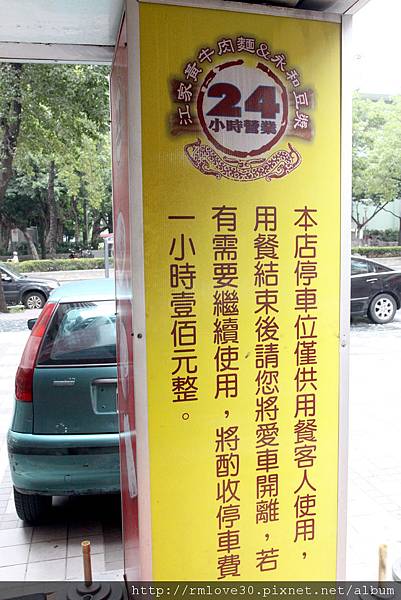 江家黃牛肉麵&永和豆漿
24
小時營業
本店停車位僅供用餐客人使用，
用餐結束後請您將愛車開離，若
有需要繼續使用，將酌收停車費
一小時壹佰元整。
http://rmlove30.pixnet.net/album